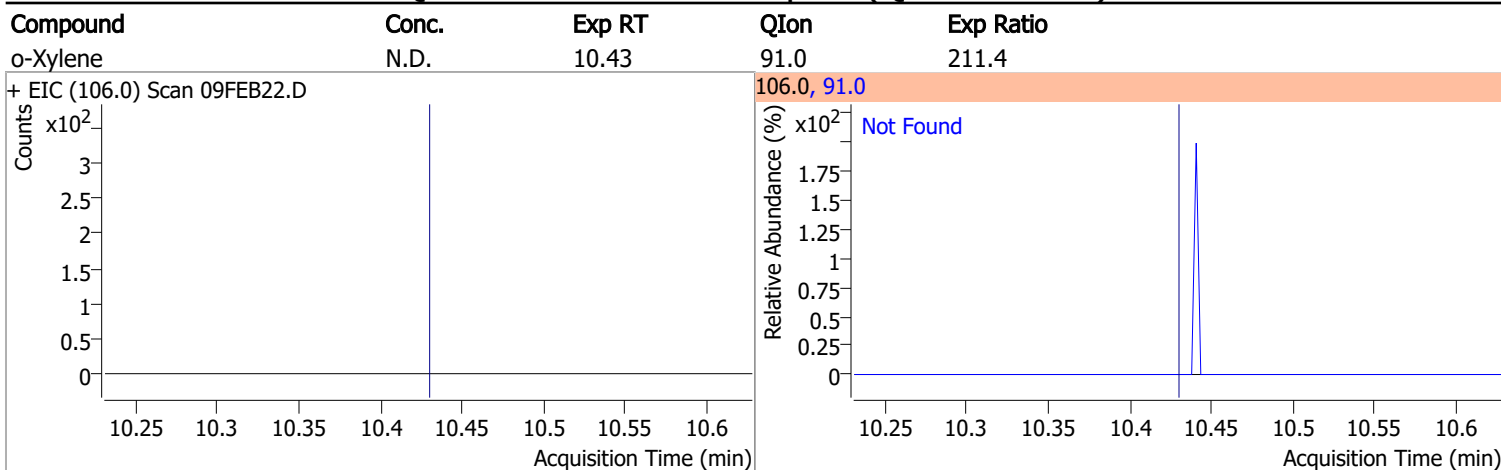 Compound Conc. Exp RT QIon Exp Ratio
o-Xylene N.D. 10.43 91.0 211.4
+ EIC (106.0) Scan 09FEB22.D
Counts
x10²
3
2.5
2
1.5
1
0.5
0
10.25 10.3 10.35 10.4 10.45 10.5 10.55 10.6
Acquisition Time (min)
106.0, 91.0
Relative Abundance (%)
x10²
Not Found
1.75
1.5
1.25
1
0.75
0.5
0.25
0
10.25 10.3 10.35 10.4 10.45 10.5 10.55 10.6
Acquisition Time (min)